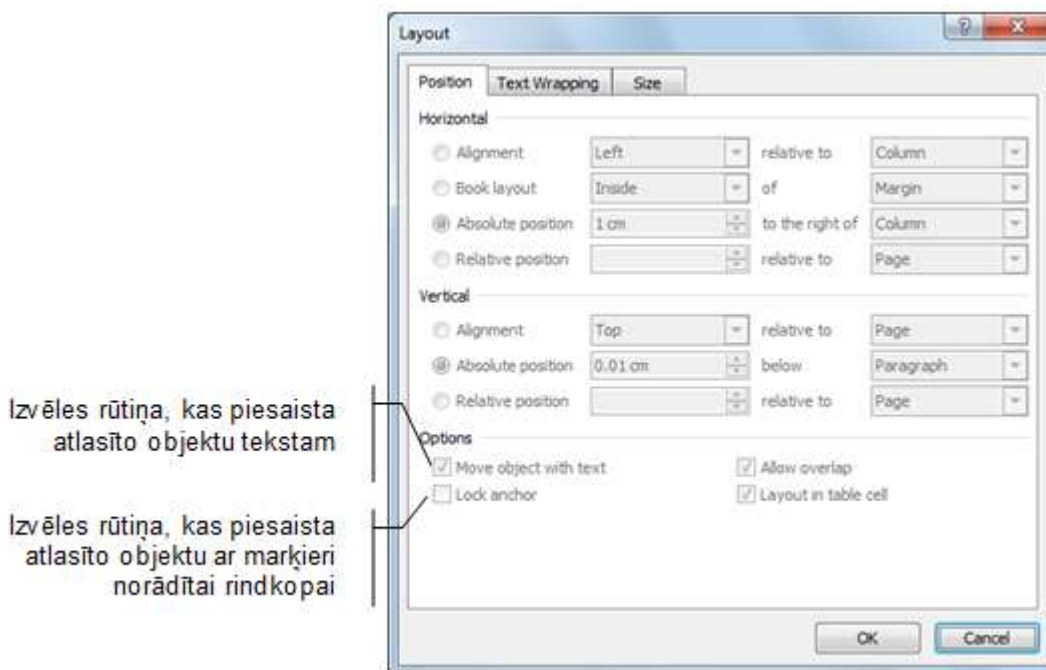 Layout
Position Text Wrapping Size
Horizontal
Alignment Left relative to Column
Book layout Inside of Margin
Absolute position 1 cm to the right of Column
Relative position relative to Page
Vertical
Alignment Top relative to Page
Absolute position 0.01 cm below Paragraph
Relative position relative to Page
Options
Move object with text Allow overlap
Lock anchor Layout in table cell
OK Cancel
Izvēles rūtiņa, kas piesaista
atlasīto objektu tekstam
Izvēles rūtiņa, kas piesaista
atlasīto objektu ar marķieri
norādītai rindkopai